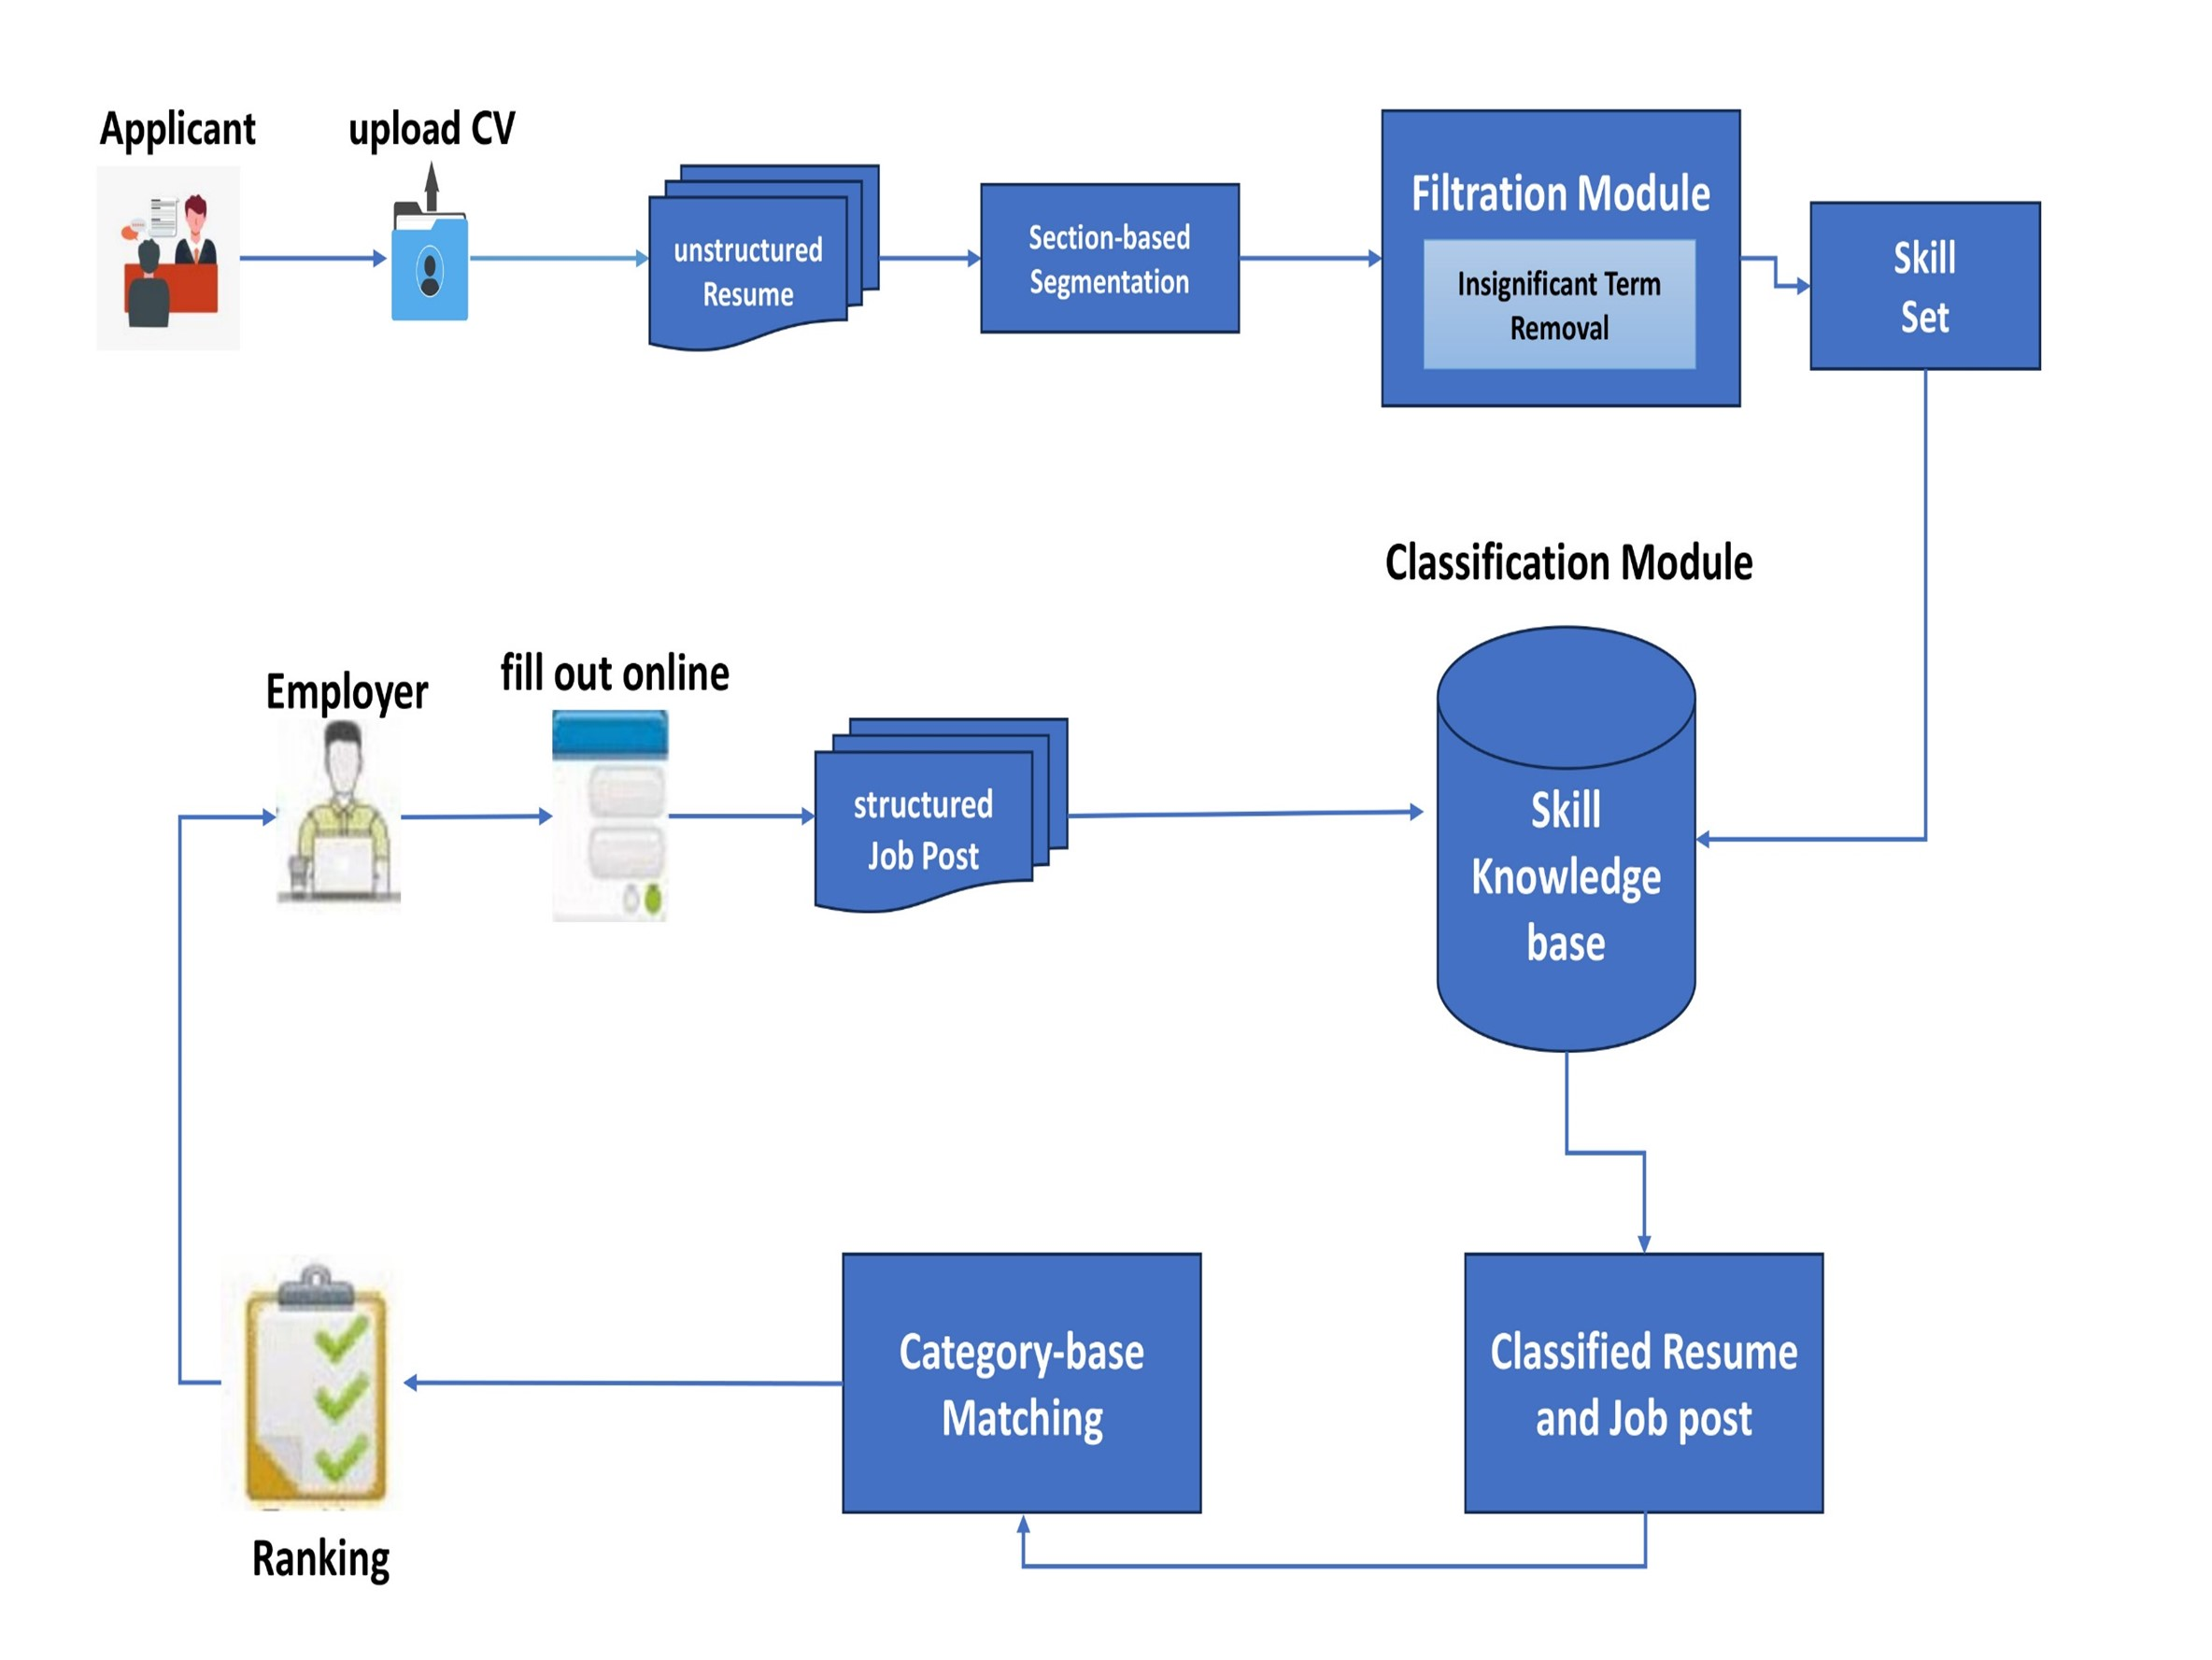 Applicant
upload CV
unstructured
Resume
Section-based
Segmentation
Filtration Module
Insignificant Term
Removal
Skill
Set
Classification Module
Employer
fill out online
structured
Job Post
Skill
Knowledge
base
Category-base
Matching
Classified Resume
and Job post
Ranking